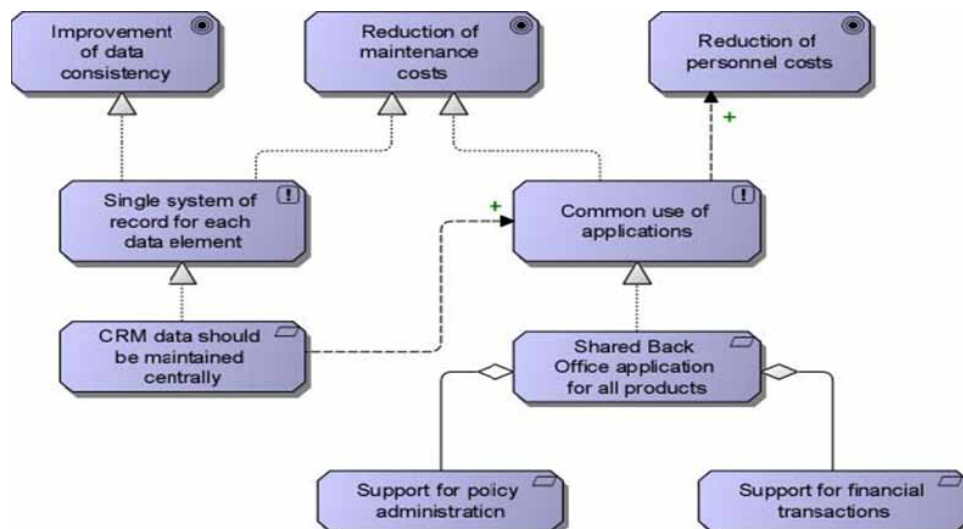 Improvement
of data
consistency
Reduction of
maintenance
costs
Reduction of
personnel costs
+
Single system of
record for each
data element
+
Common use of
applications
CRM data should
be maintained
centrally
Shared Back
Office application
for all products
Support for policy
administration
Support for financial
transactions